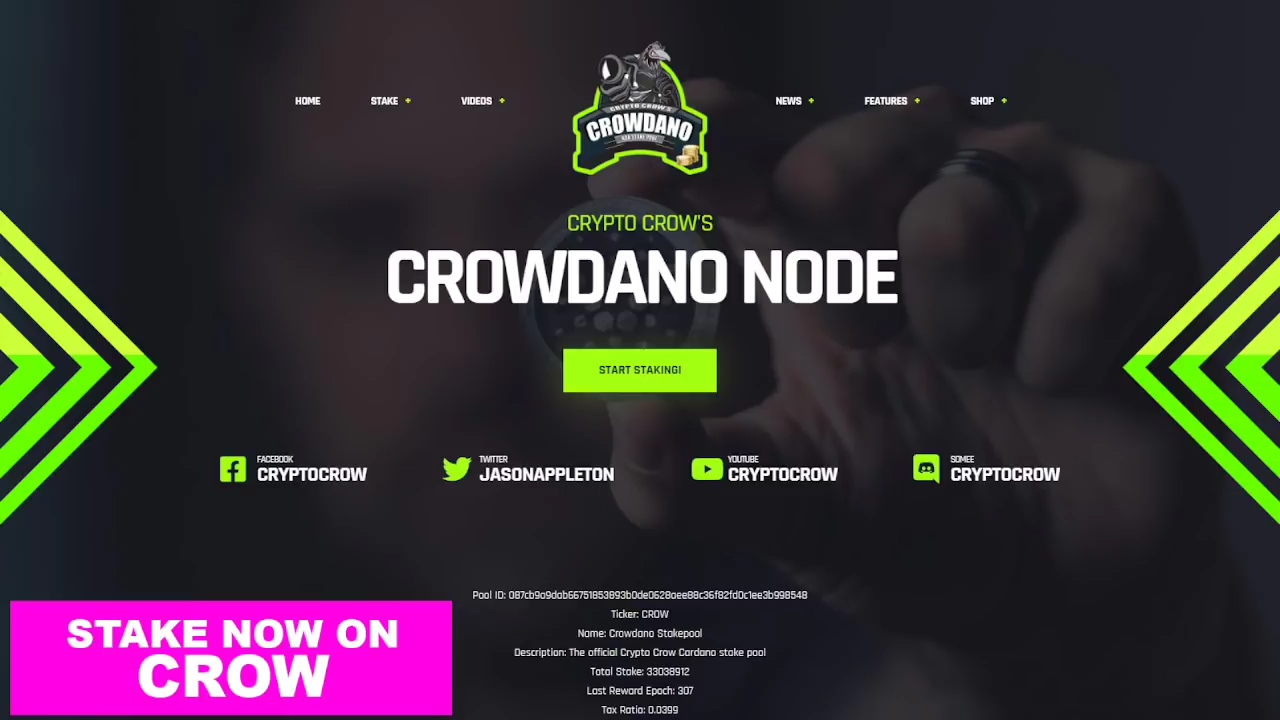 HOME
STAKE +
VIDEOS +
NEWS +
FEATURES +
SHOP +
CRYPTO CROW'S
CROWDANO
CRYPTO CROW'S
CROWDANO NODE
START STAKING!
FACEBOOK
CRYPTOCROW
TWITTER
JASONAPPLETON
YOUTUBE
CRYPTOCROW
SOMEE
CRYPTOCROW
Pool ID: 087cb9a9dab66751853893b0de0628aee88c36f82fd0c1ee3b998548
Ticker: CROW
Name: Crowdano Stakepool
Description: The official Crypto Crow Cardano stake pool
Total Stake: 33038912
Last Reward Epoch: 307
Tax Ratio: 0.0399
STAKE NOW ON
CROW